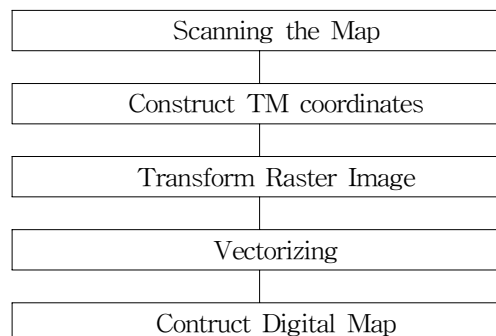 Scanning the Map
Construct TM coordinates
Transform Raster Image
Vectorizing
Contruct Digital Map